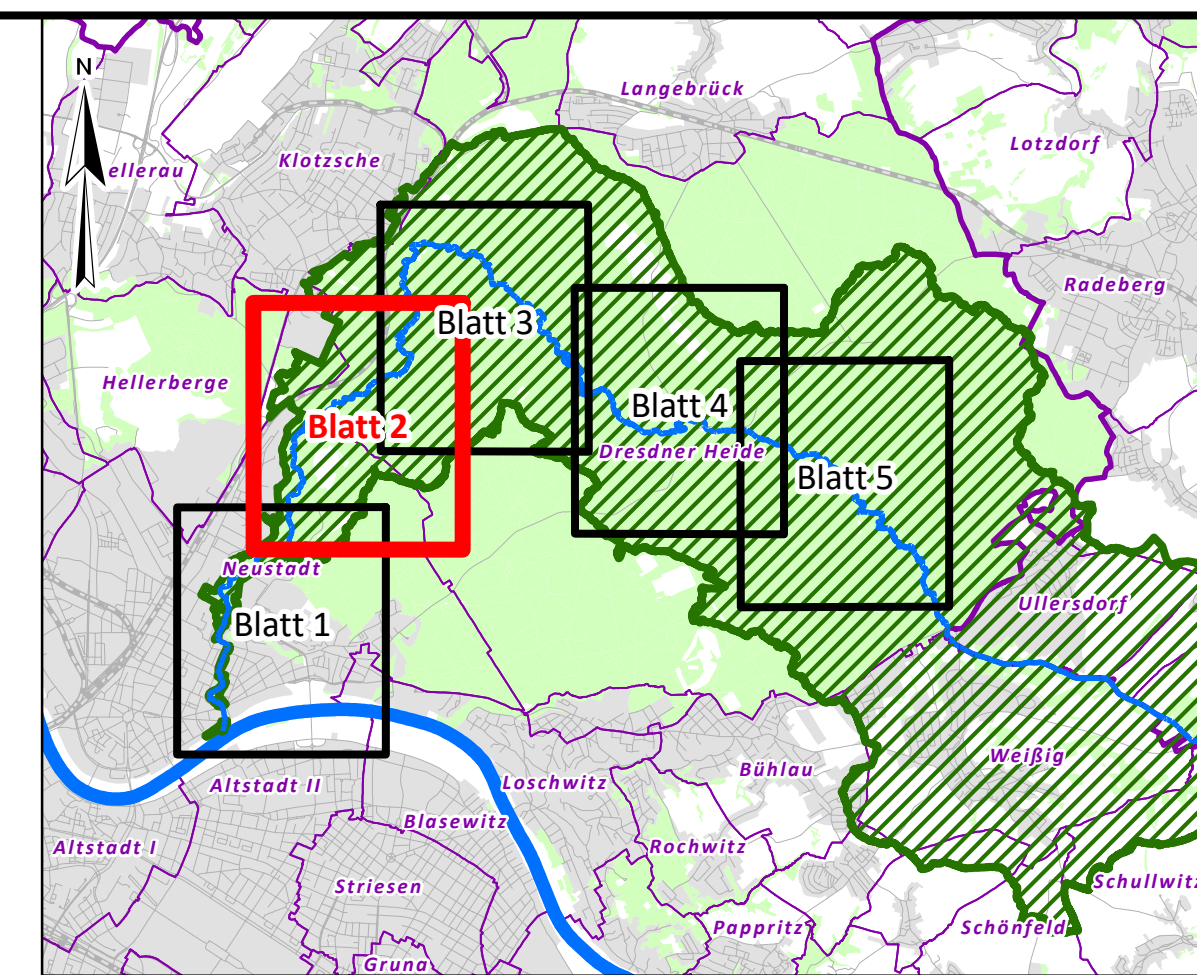 N
Langebrück
Lotzdorf
Klotzsche
ellerau
Radeberg
Blatt 3
Hellerberge
Blatt 4
Blatt 2
Dresdner Heide
Blatt 5
Neustadt
Ullersdorf
Blatt 1
Weißig
Bühlau
Loschwitz
Altstadt II
Blasewitz
Altstadt I
Rochwitz
Striesen
Schullwitz
Pappritz
Schönfeld
Gruna